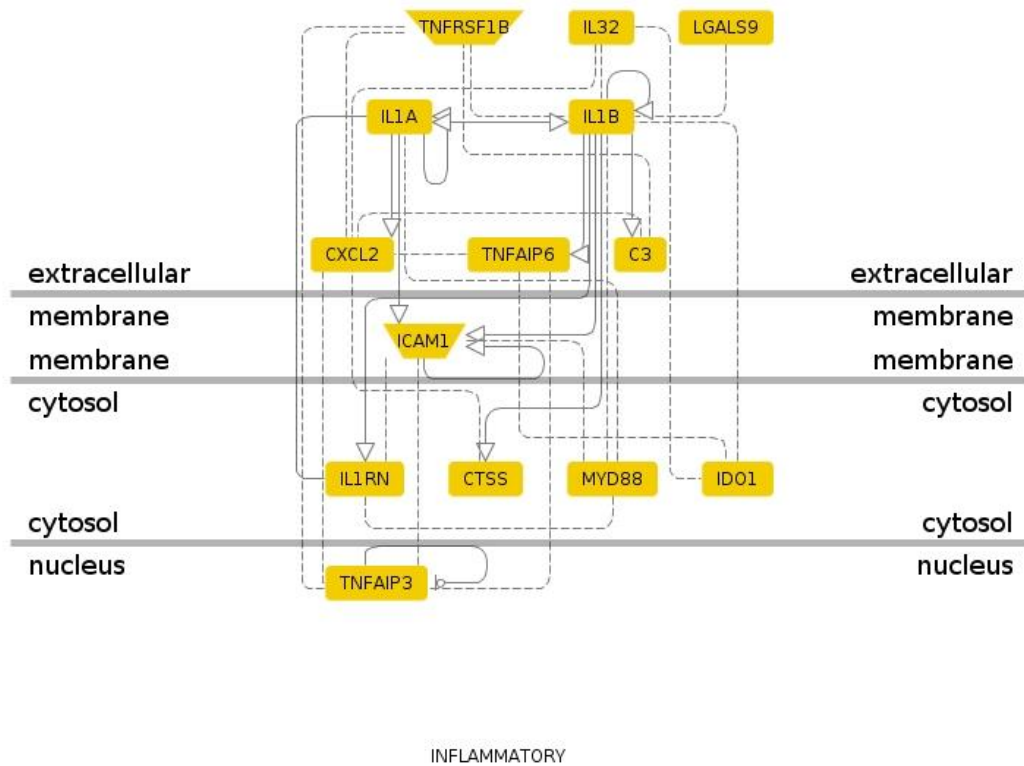 TNFRSF1B IL32 LGALS9
IL1A IL1B
CXCL2 TNFAIP6 C3
extracellular extracellular
membrane membrane
ICAM1
membrane membrane
cytosol cytosol
IL1RN CTSS MYD88 IDO1
cytosol cytosol
nucleus nucleus
TNFAIP3
INFLAMMATORY